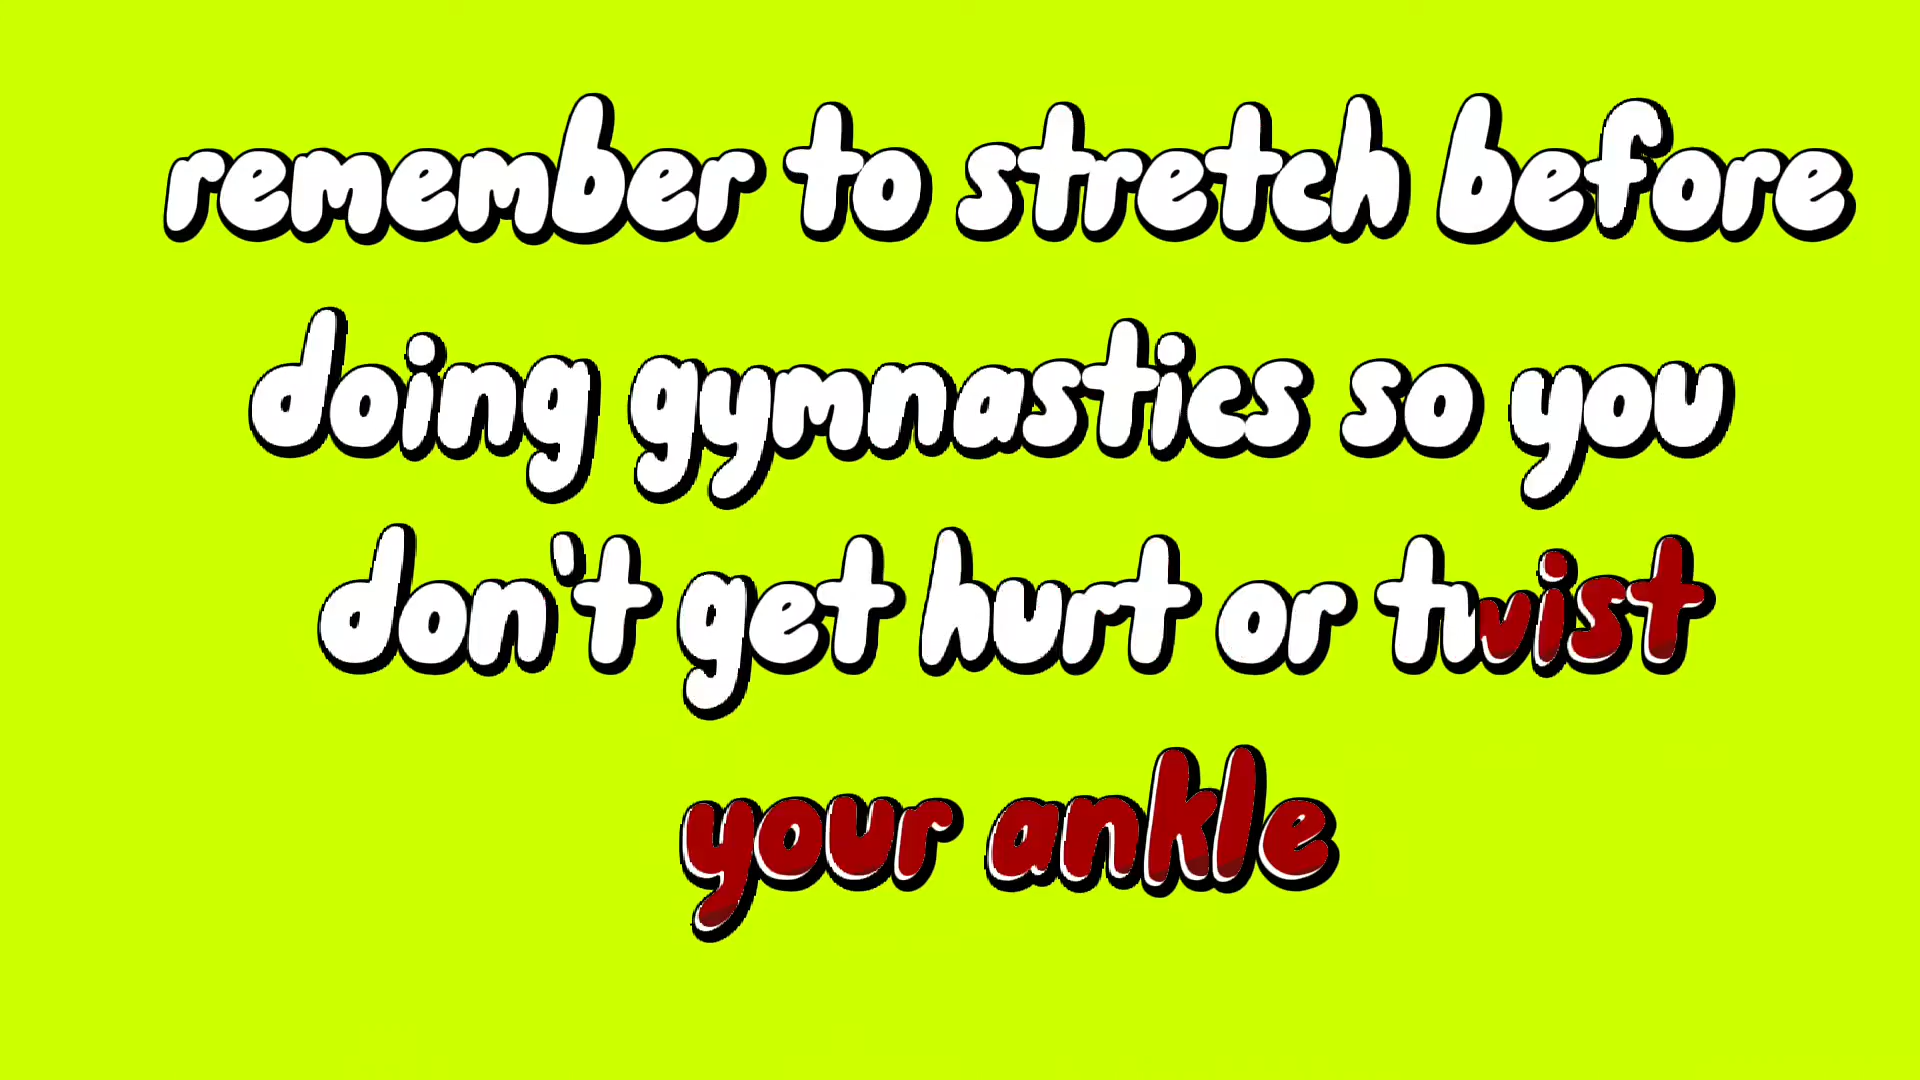 remember to stretch before
doing gymnastics so you
don't get hurt or twist
your ankle